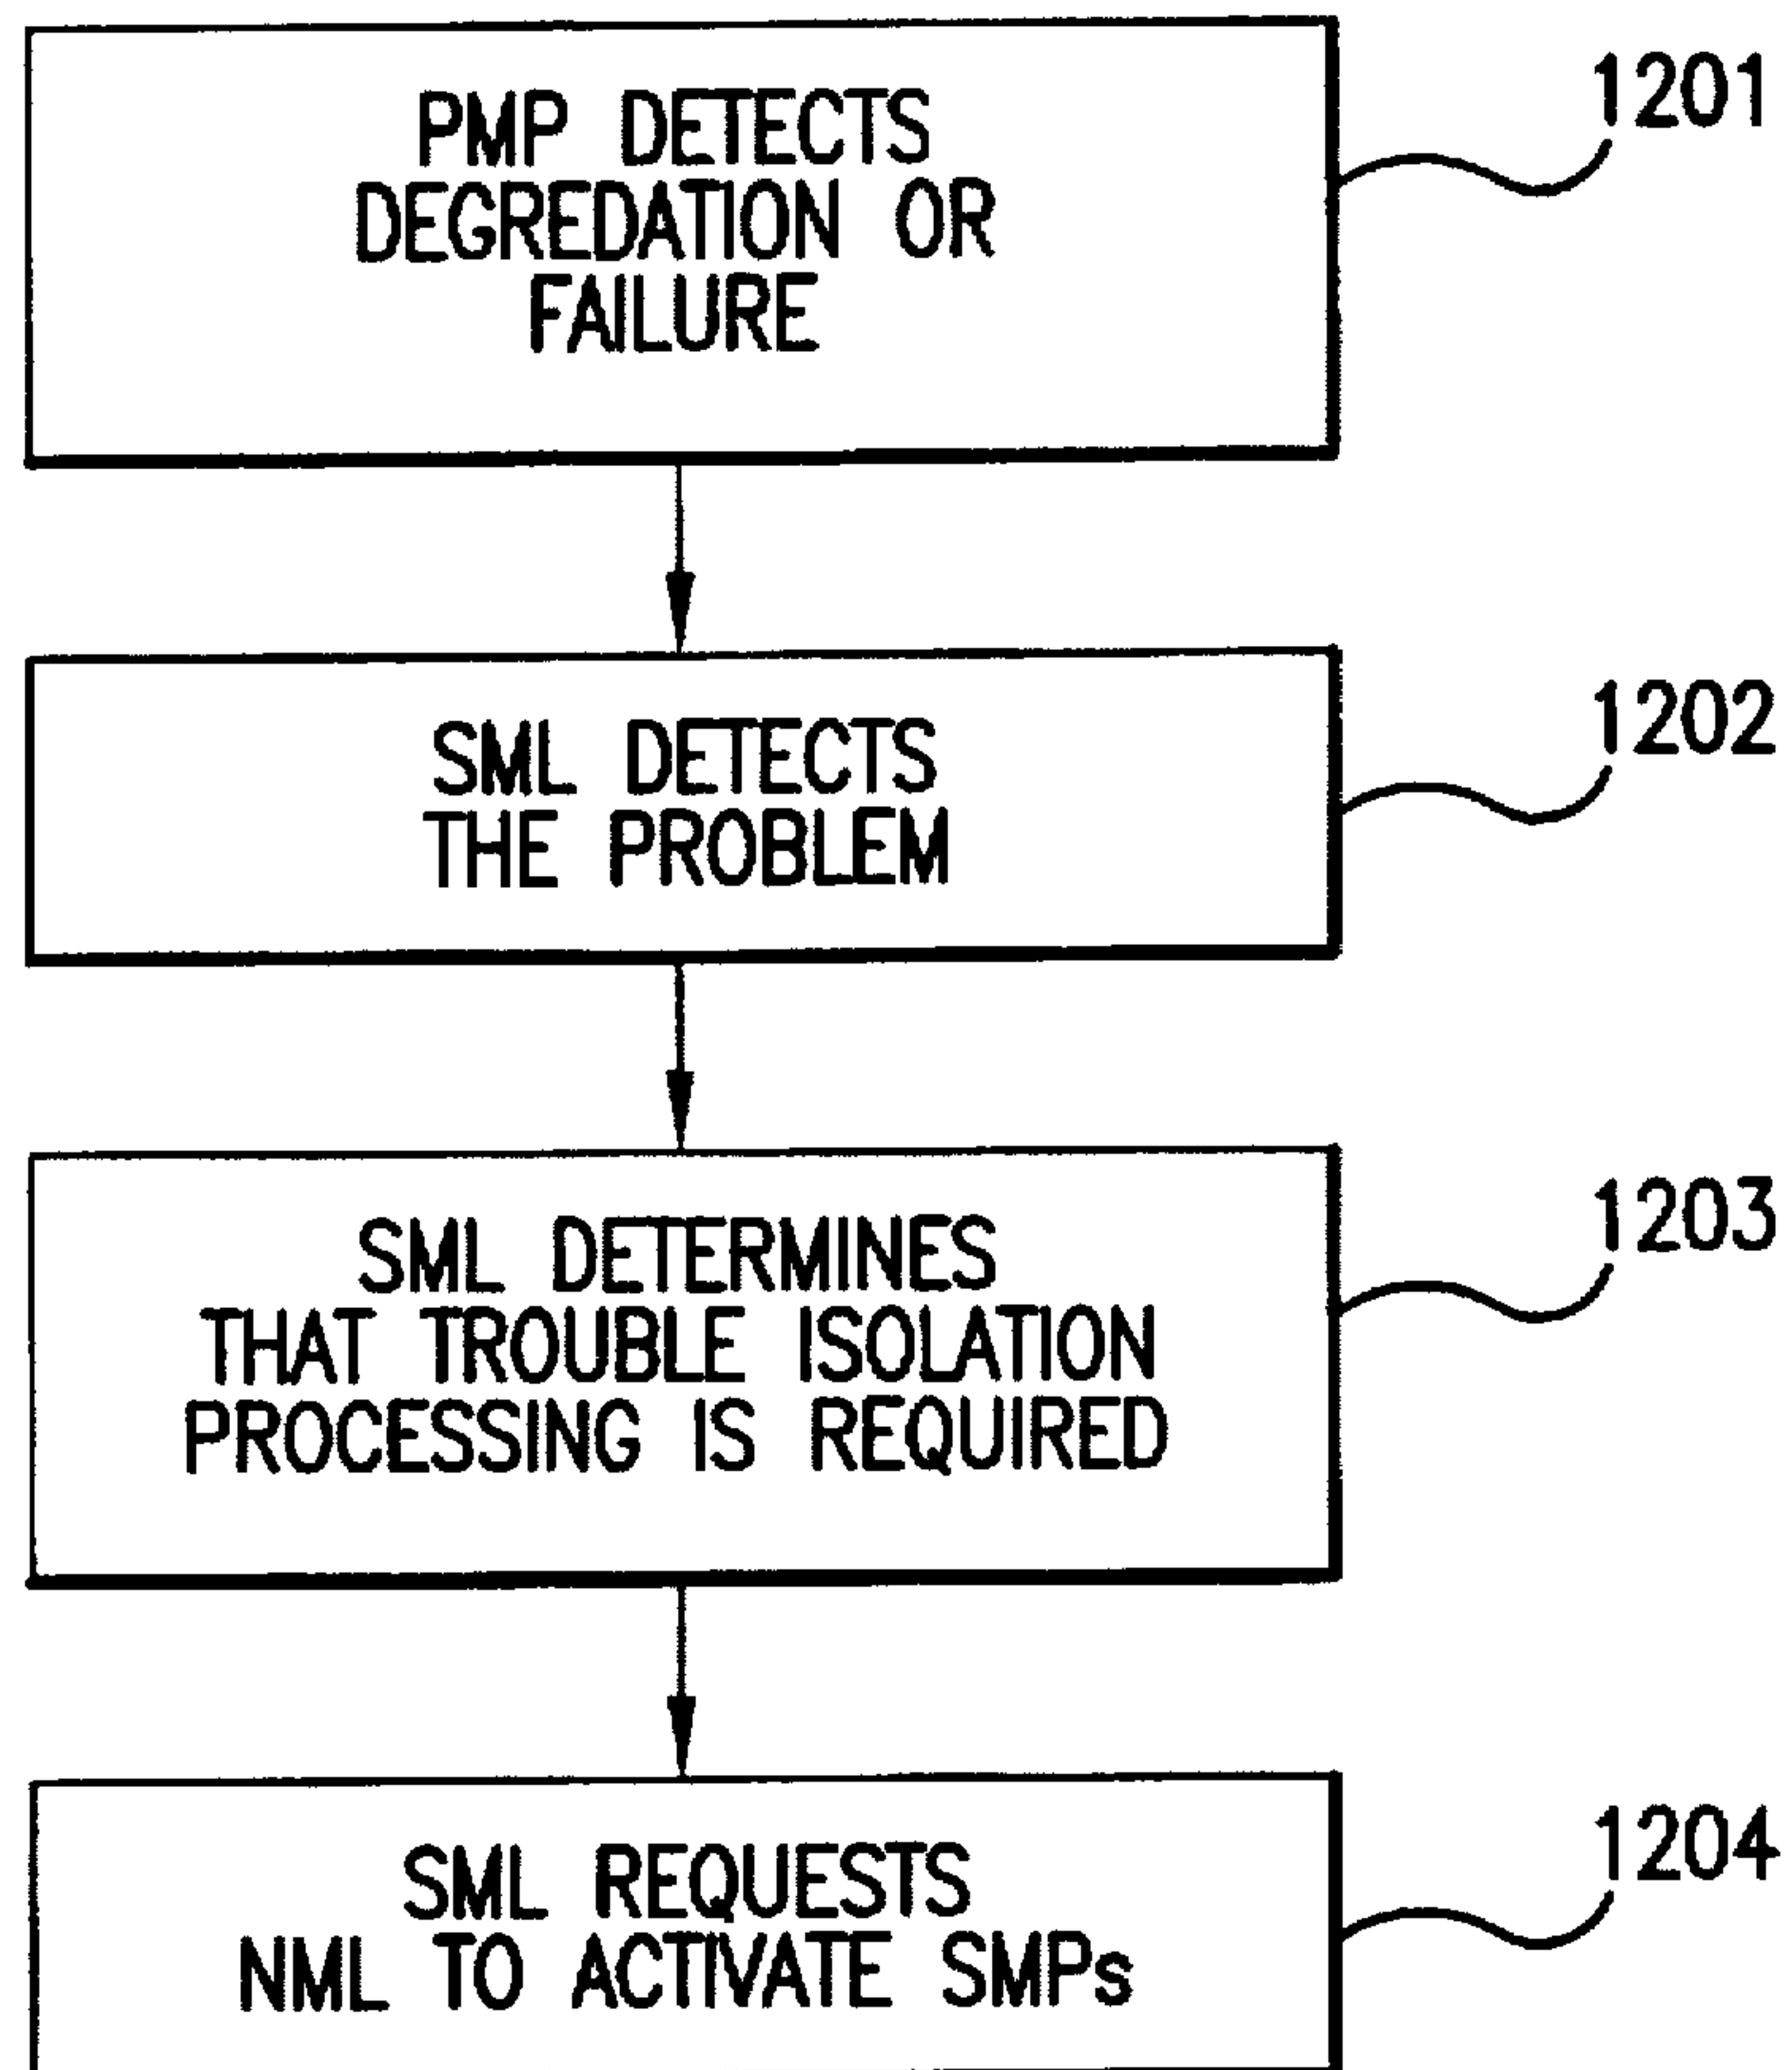 PMP DETECTS
DEGREDATION OR
FAILURE
1201
SML DETECTS
THE PROBLEM
1202
SML DETERMINES
THAT TROUBLE ISOLATION
PROCESSING IS REQUIRED
1203
SML REQUESTS
NML TO ACTIVATE SMPs
1204